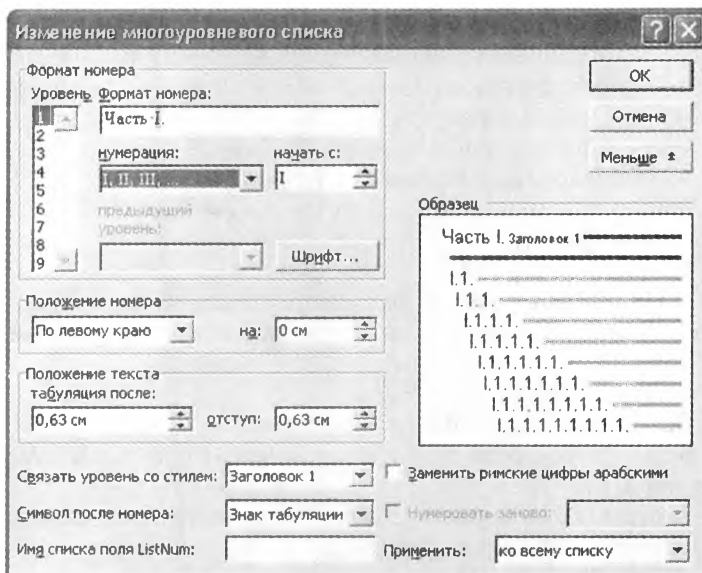 Изменение многоуровневого списка
Формат номера
Уровень Формат номера:
1 Часть I.
2
3 нумерация: начать с:
4 I, II, III, ... I
5
6 предыдущий
7 уровень:
8
9 Шрифт...
ОК
Отмена
Меньше
Образец
Часть I. Заголовок 1
I.1.
I.1.1.
I.1.1.1.
I.1.1.1.1.
I.1.1.1.1.1.
I.1.1.1.1.1.1.
I.1.1.1.1.1.1.1.
I.1.1.1.1.1.1.1.1.
Положение номера
По левому краю на: 0 см
Положение текста
табуляция после:
0,63 см отступ: 0,63 см
Связать уровень со стилем: Заголовок 1 Заменить римские цифры арабскими
Символ после номера: Знак табуляции Нумеровать заново:
Имя списка поля ListNum: Применить: ко всему списку